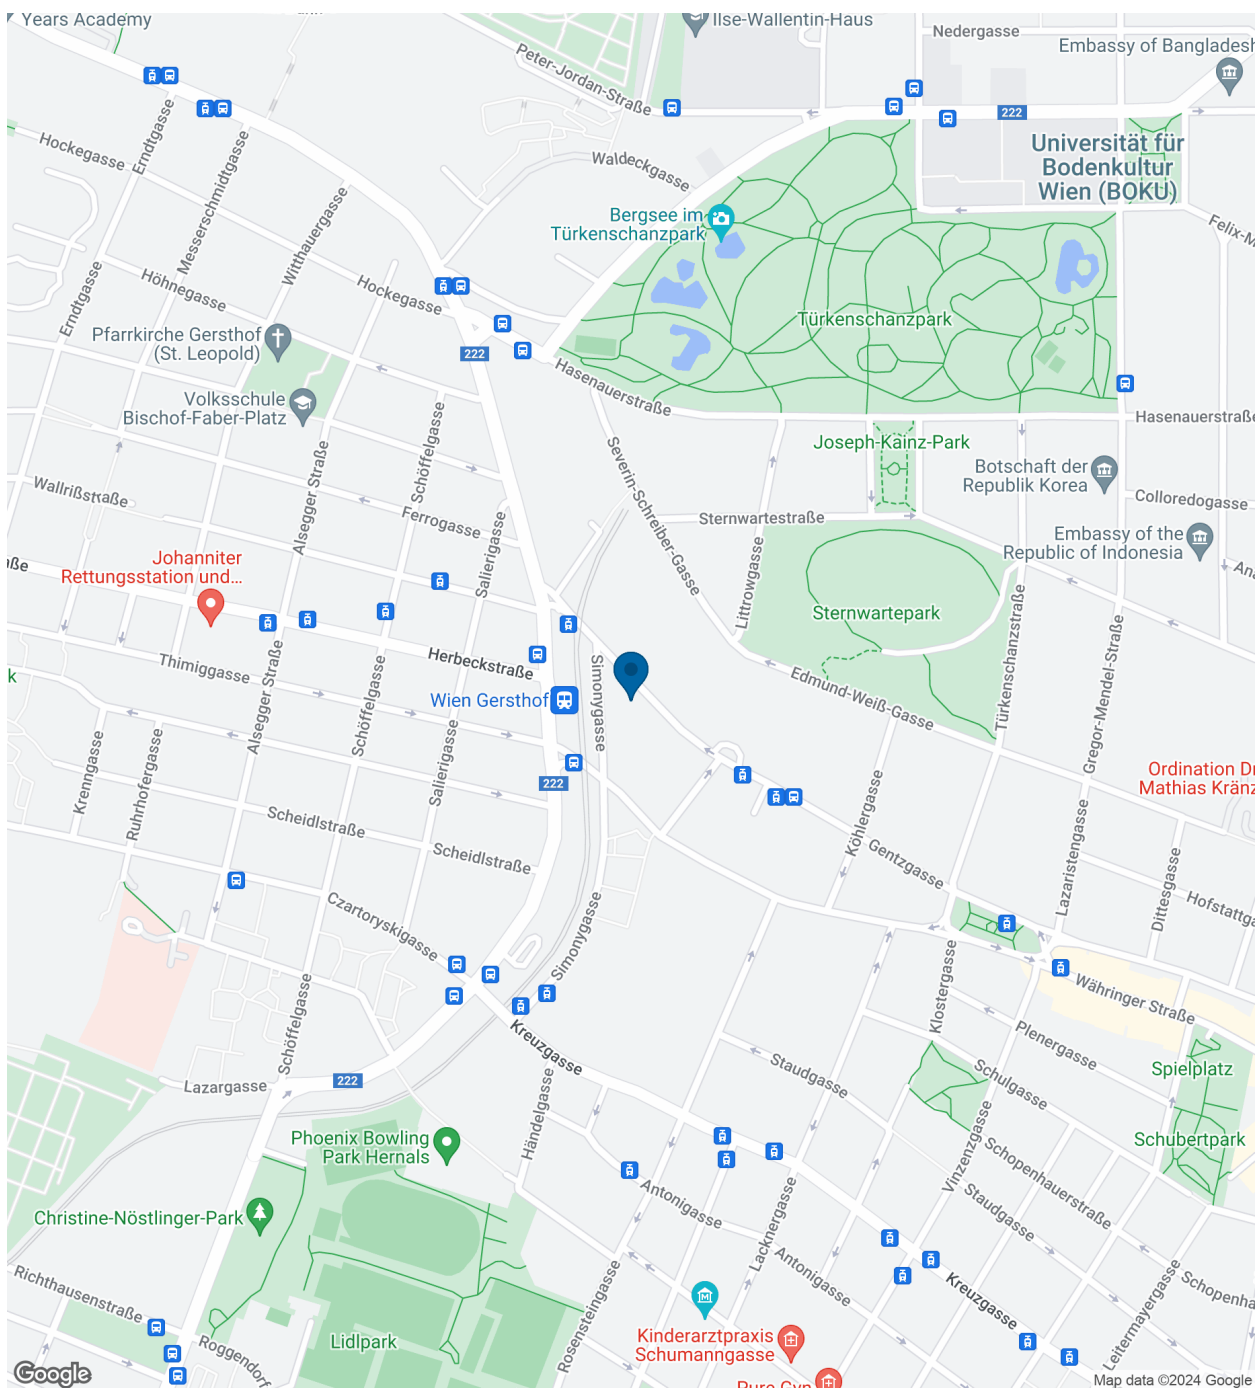 Years Academy
Ilse-Wallentin-Haus
Nedergasse
Embassy of Bangladesh
Peter-Jordan-Straße
222
Universität für
Bodenkultur
Wien (BOKU)
Hockegasse
Erndtgasse
Messerschmidtgasse
Waldeckgasse
Witthauergasse
Bergsee im
Türkenschanzpark
Felix-M
Höhnegasse
Hockegasse
Erndtgasse
Türkenschanzpark
Pfarrkirche Gersthof
(St. Leopold)
222
Hasenauerstraße
Volksschule
Bischof-Faber-Platz
Hasenauerstraße
Joseph-Kainz-Park
Schöffelgasse
Severin-Schreiber-Gasse
Botschaft der
Republik Korea
Wallrißstraße
Alsegger Straße
Colloredogasse
Ferrogasse
Sternwartestraße
Embassy of the
Republic of Indonesia
Salierigasse
Johanniter
Rettungsstation und...
aße
Ana
Littrowgasse
Sternwartepark
Türkenschanzstraße
Gregor-Mendel-Straße
Herbeckstraße
Thimiggasse
Simonygasse
k
Edmund-Weiß-Gasse
Wien Gersthof
Alsegger Straße
Schöffelgasse
Salierigasse
Krenngasse
Ruhrhofergasse
222
Ordination Dr
Mathias Kränz
Köhlergasse
Scheidlstraße
Scheidlstraße
Gentzgasse
Lazaristengasse
Dittesgasse
Hofstattga
Czartoryskigasse
Simonygasse
Klostergasse
Währinger Straße
Schöffelgasse
Kreuzgasse
Plenergasse
Staudgasse
Schulgasse
Spielplatz
Lazargasse
222
Händelgasse
Vinzenzgasse
Phoenix Bowling
Park Hernals
Schubertpark
Schopenhauerstraße
Antonigasse
Staudgasse
Christine-Nöstlinger-Park
Lacknergasse
Antonigasse
Kreuzgasse
Schopenha
Richthausenstraße
Rosensteingasse
Leitermayergasse
Lidlpark
Roggendorf
Kinderarztpraxis
Schumanngasse
Google
Map data ©2024 Google